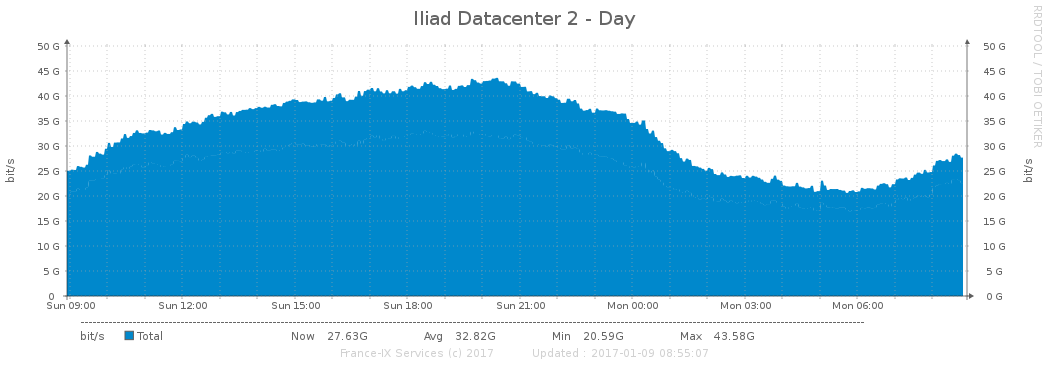 Iliad Datacenter 2 - Day
RRDTOOL / TOBI OETIKER
50 G 50 G
45 G 45 G
40 G 40 G
35 G 35 G
30 G 30 G
25 G 25 G
20 G 20 G
15 G 15 G
10 G 10 G
5 G 5 G
0 0 G
bit/s
bit/s
Sun 09:00 Sun 12:00 Sun 15:00 Sun 18:00 Sun 21:00 Mon 00:00 Mon 03:00 Mon 06:00
bit/s Total Now 27.63G Avg 32.82G Min 20.59G Max 43.58G
France-IX Services (c) 2017 Updated : 2017-01-09 08:55:07